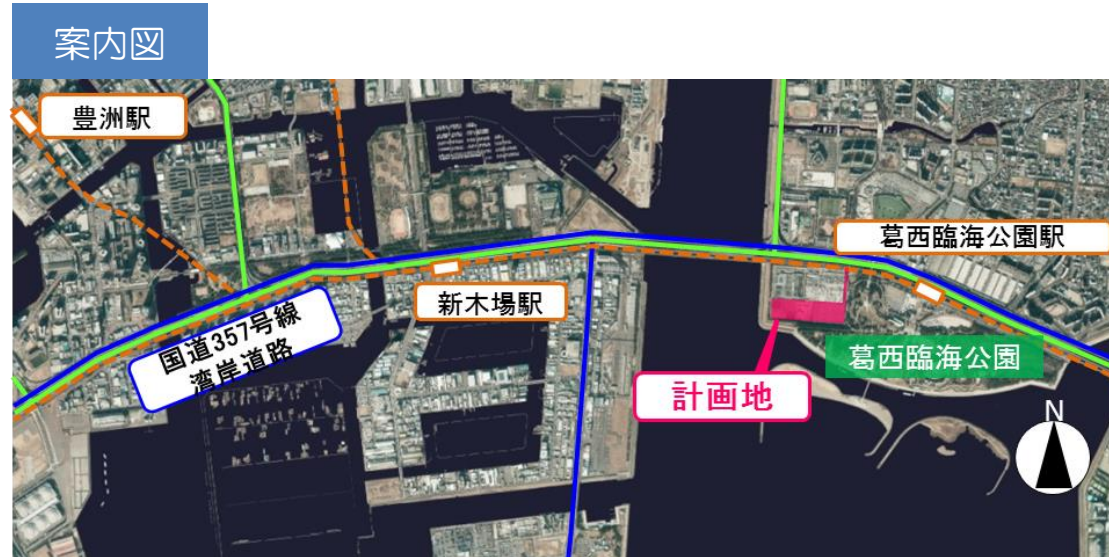 案内図
豊洲駅
葛西臨海公園駅
新木場駅
国道357号線
湾岸道路
葛西臨海公園
計画地
N